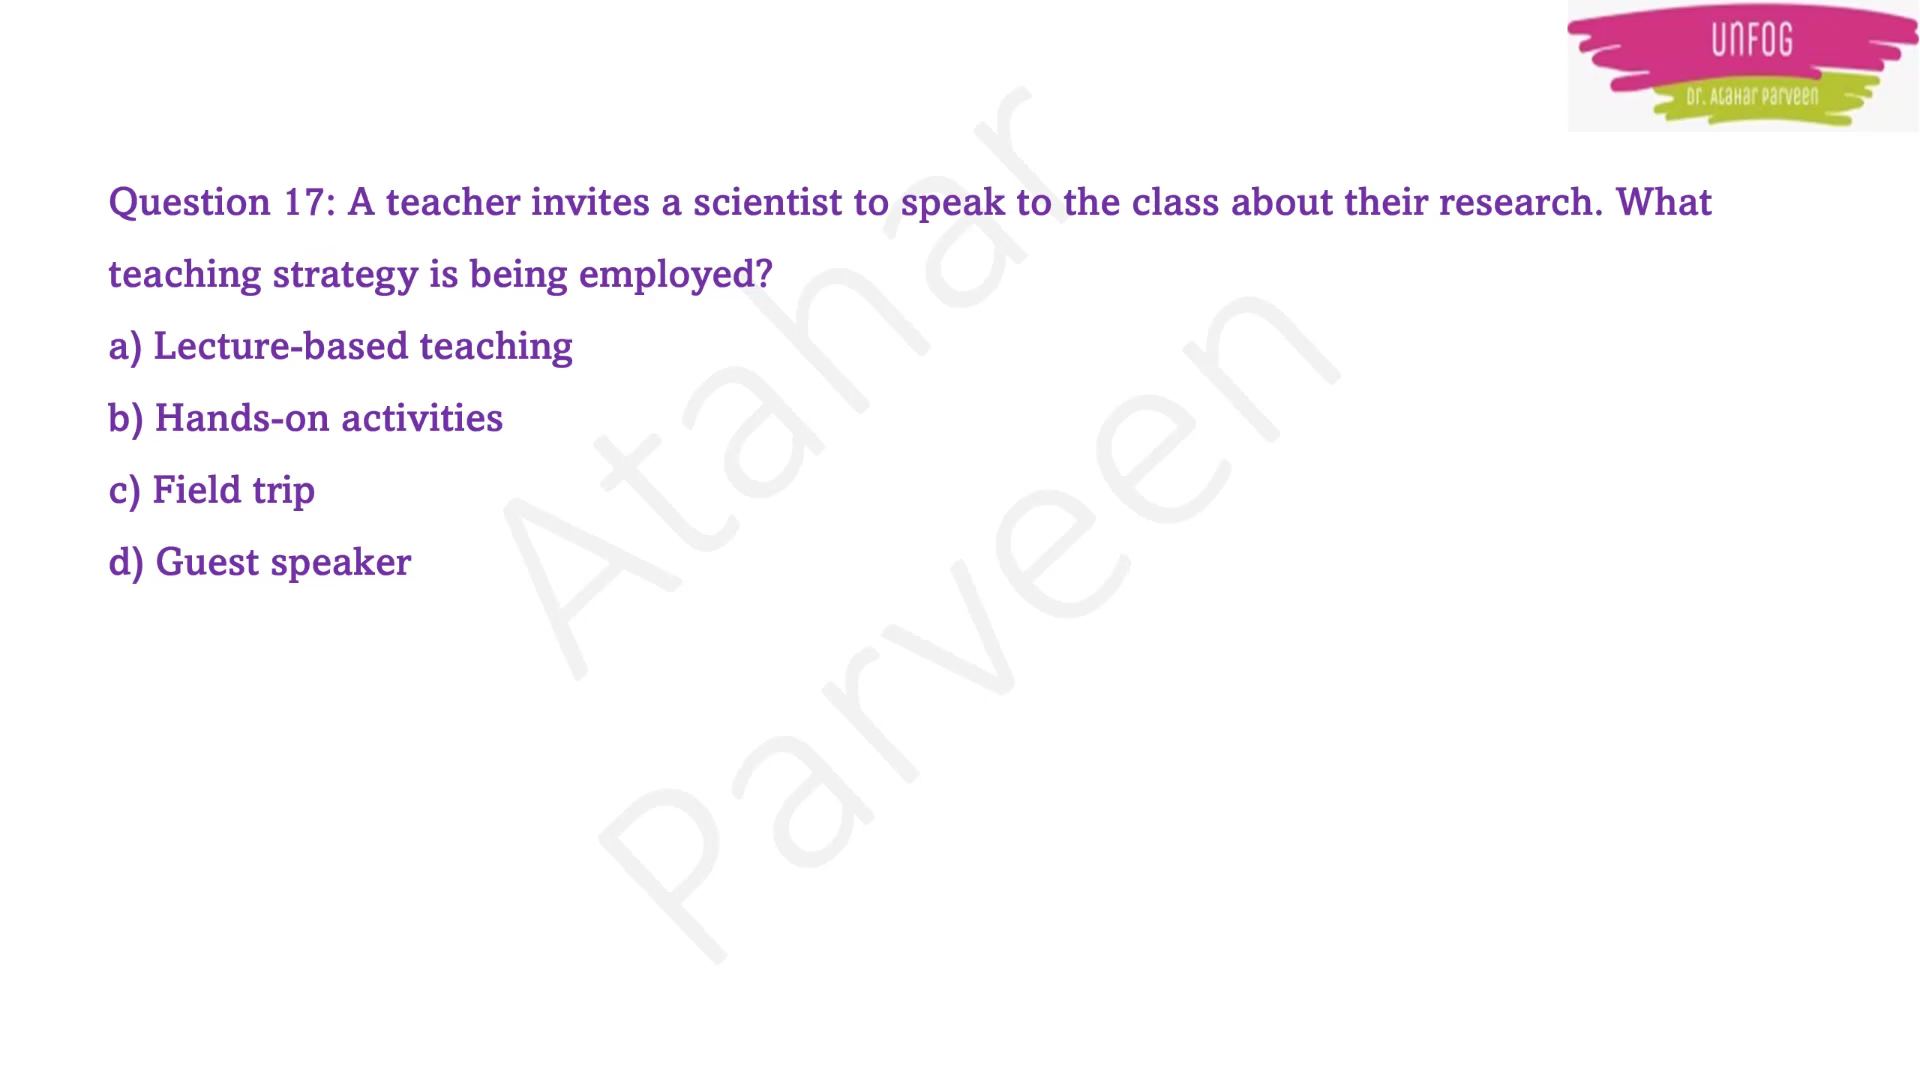 UNFOG
Dr. Atahar Parveen
Question 17: A teacher invites a scientist to speak to the class about their research. What
teaching strategy is being employed?
a) Lecture-based teaching
b) Hands-on activities
c) Field trip
d) Guest speaker
Atahar
Parveen